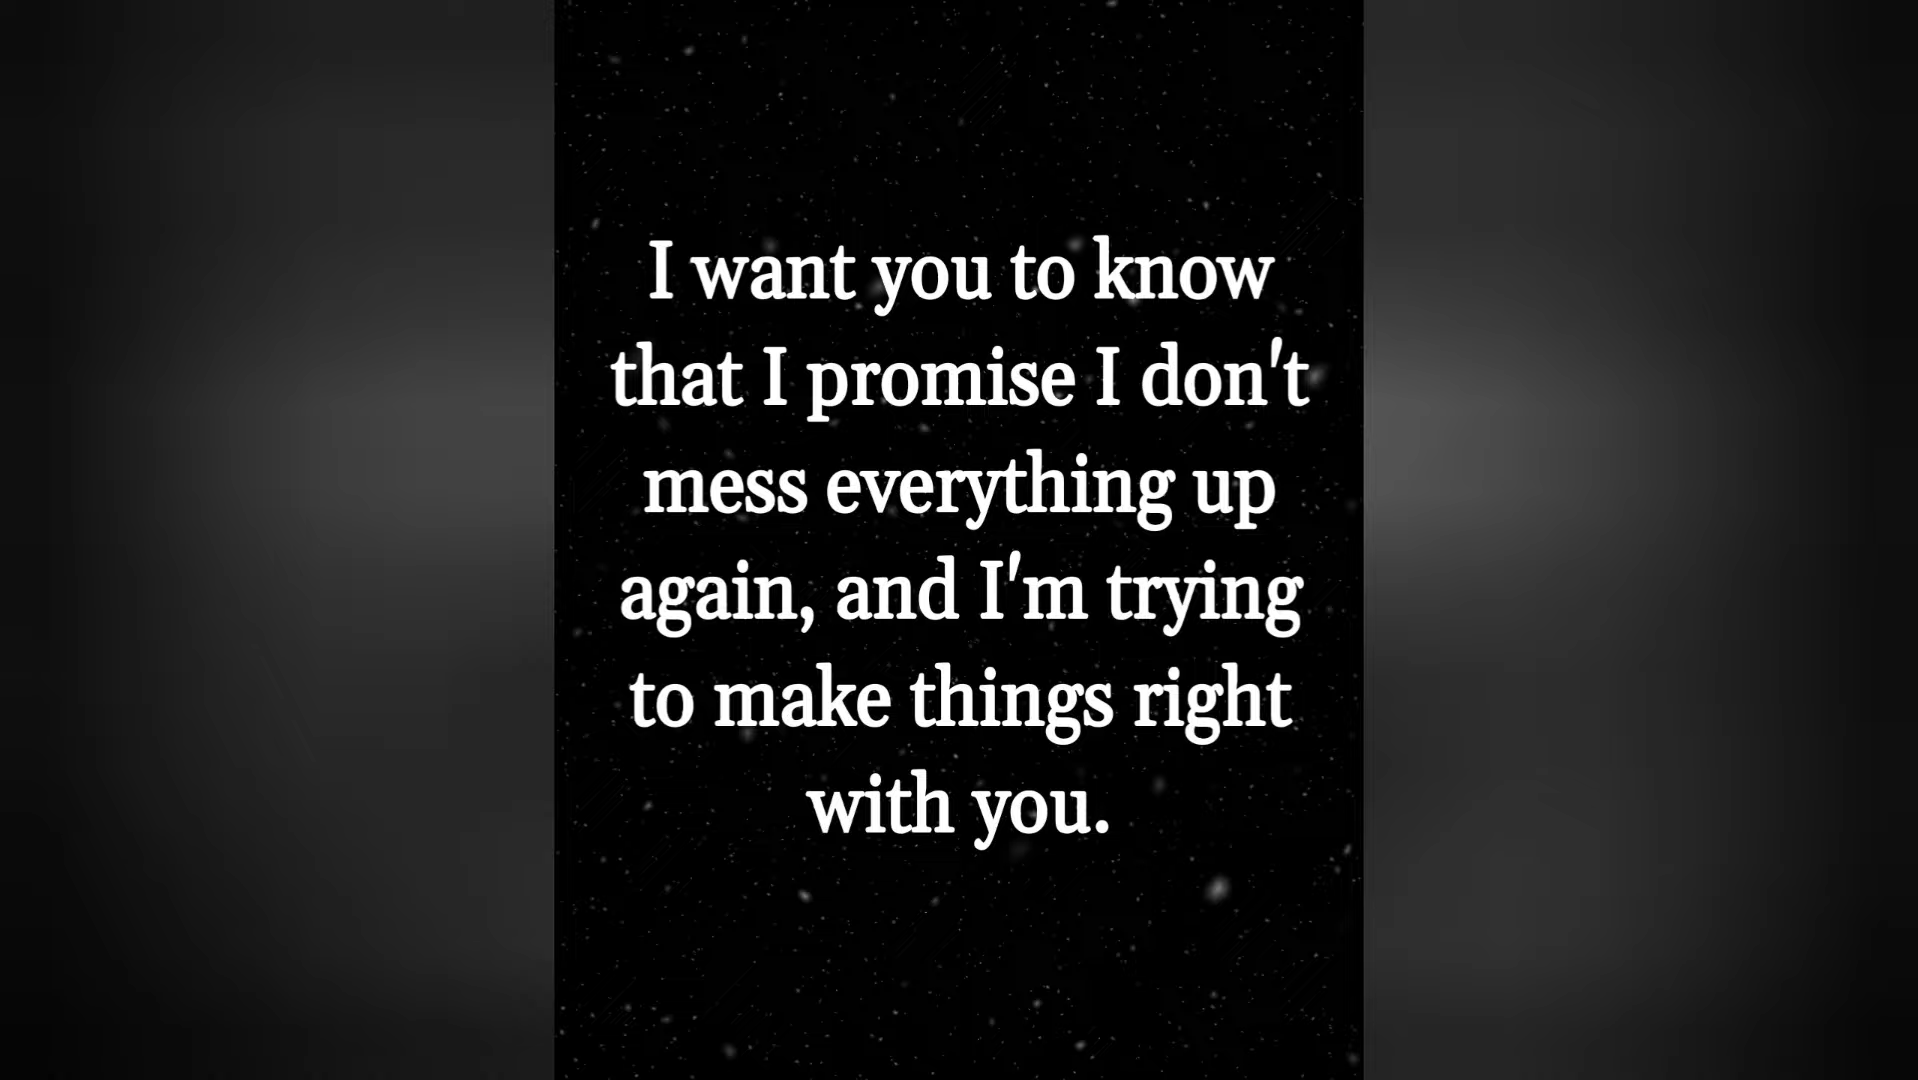 I want you to know
that I promise I don't
mess everything up
again, and I'm trying
to make things right
with you.